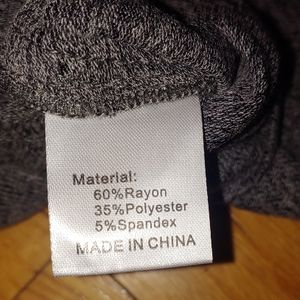 Material:
60%Rayon
35%Polyester
5%Spandex
MADE IN CHINA